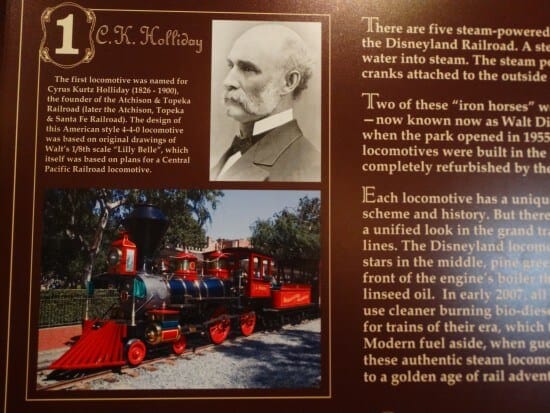 1 C.K. Holliday
The first locomotive was named for
Cyrus Kurtz Holliday (1826 - 1900),
the founder of the Atchison & Topeka
Railroad (later the Atchison, Topeka
& Santa Fe Railroad). The design of
this American style 4-4-0 locomotive
was based on original drawings of
Walt's 1/8th scale "Lilly Belle", which
itself was based on plans for a Central
Pacific Railroad locomotive.
There are five steam-powered
the Disneyland Railroad. A ste
water into steam. The steam po
cranks attached to the outside
Two of these "iron horses" w
—now known now as Walt Di
when the park opened in 1955
locomotives were built in the
completely refurbished by the
Each locomotive has a uniqu
scheme and history. But there
a unified look in the grand tra
lines. The Disneyland locomo
stars in the middle, pine gree
front of the engine's boiler th
linseed oil. In early 2007, all
use cleaner burning bio-diese
for trains of their era, which
Modern fuel aside, when gue
these authentic steam locomo
to a golden age of rail advent